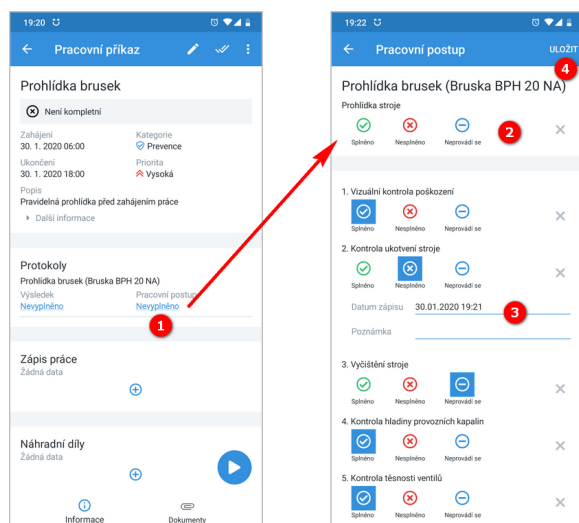 19:20
Pracovní příkaz
Prohlídka brusek
Není kompletní
Zahájení
Kategorie
30. 1. 2020 06:00
Prevence
Ukončení
Priorita
30. 1. 2020 18:00
Vysoká
Popis
Pravidelná prohlídka před zahájením práce
Další informace
Protokoly
Prohlídka brusek (Bruska BPH 20 NA)
Výsledek
Pracovní postup
Nevyplněno
Nevyplněno
1
Zápis práce
Žádná data
Náhradní díly
Žádná data
Informace
Dokumenty
19:22
Pracovní postup
ULOŽIT
4
Prohlídka brusek (Bruska BPH 20 NA)
Prohlídka stroje
2
Splněno
Nesplněno
Neprovádí se
1. Vizuální kontrola poškození
Splněno
Nesplněno
Neprovádí se
2. Kontrola ukotvení stroje
Splněno
Nesplněno
Neprovádí se
Datum zápisu
30.01.2020 19:21
3
Poznámka
3. Vyčištění stroje
Splněno
Nesplněno
Neprovádí se
4. Kontrola hladiny provozních kapalin
Splněno
Nesplněno
Neprovádí se
5. Kontrola těsnosti ventilů
Splněno
Nesplněno
Neprovádí se